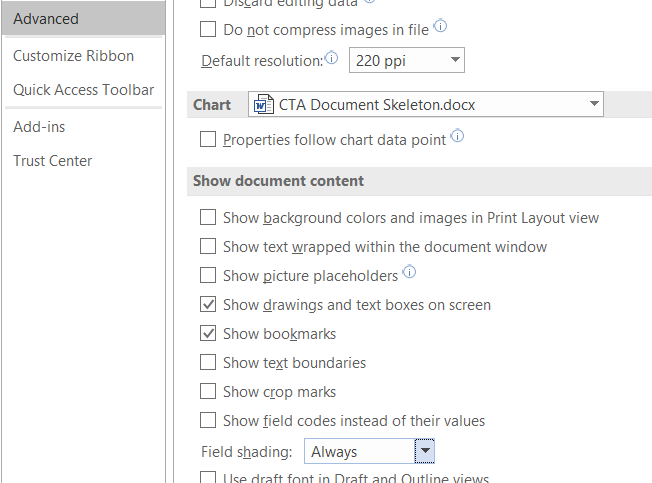 Discard editing data
Advanced
Do not compress images in file
Customize Ribbon
Default resolution: 220 ppi
Quick Access Toolbar
Chart CTA Document Skeleton.docx
Add-ins
Properties follow chart data point
Trust Center
Show document content
Show background colors and images in Print Layout view
Show text wrapped within the document window
Show picture placeholders
Show drawings and text boxes on screen
Show bookmarks
Show text boundaries
Show crop marks
Show field codes instead of their values
Field shading: Always
Use draft font in Draft and Outline views